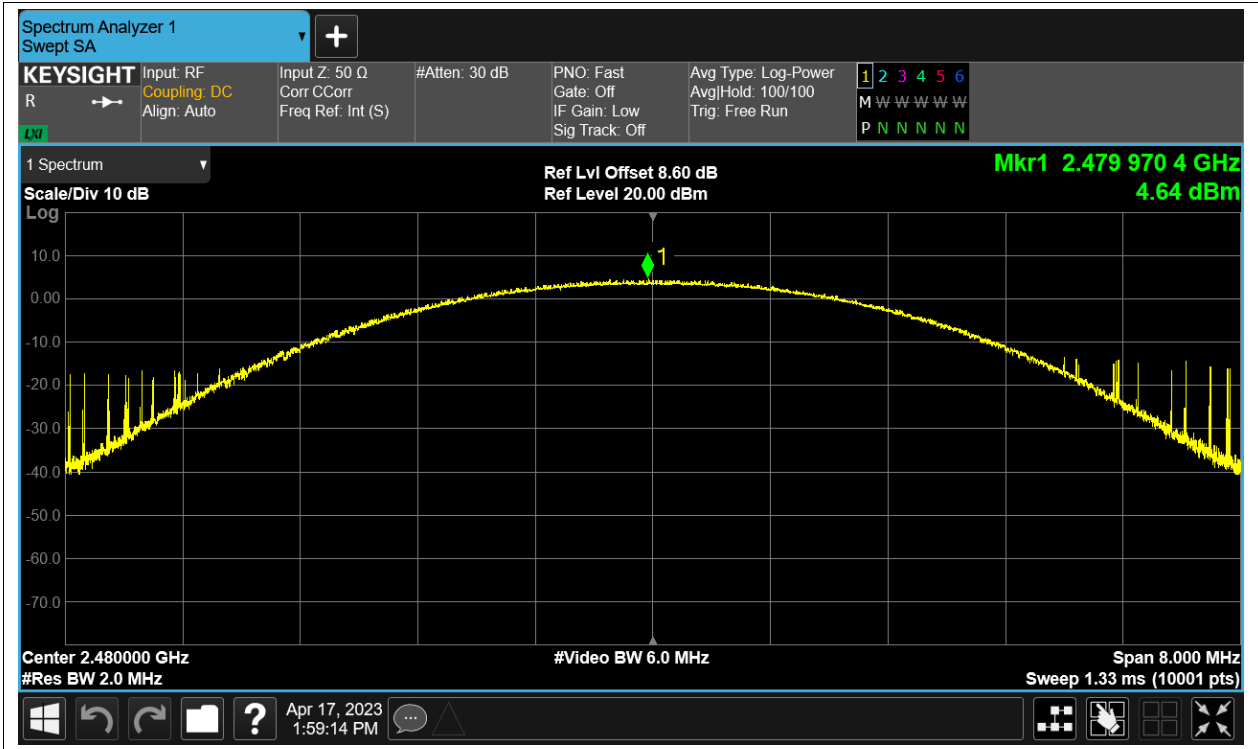 Spectrum Analyzer 1
Swept SA
KEYSIGHT
R
LXI
Input: RF
Coupling: DC
Align: Auto
Input Z: 50 Ω
Corr CCorr
Freq Ref: Int (S)
#Atten: 30 dB
PNO: Fast
Gate: Off
IF Gain: Low
Sig Track: Off
Avg Type: Log-Power
Avg|Hold: 100/100
Trig: Free Run
1 2 3 4 5 6
M W W W W W
P N N N N N
1 Spectrum
Scale/Div 10 dB
Log
Ref Lvl Offset 8.60 dB
Ref Level 20.00 dBm
Mkr1 2.479 970 4 GHz
4.64 dBm
1
10.0
0.00
-10.0
-20.0
-30.0
-40.0
-50.0
-60.0
-70.0
Center 2.480000 GHz
#Video BW 6.0 MHz
Span 8.000 MHz
#Res BW 2.0 MHz
Sweep 1.33 ms (10001 pts)
?
Apr 17, 2023
1:59:14 PM